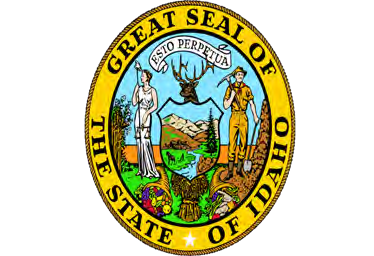 GREAT SEAL OF
THE STATE OF IDAHO
ESTO PERPETUA